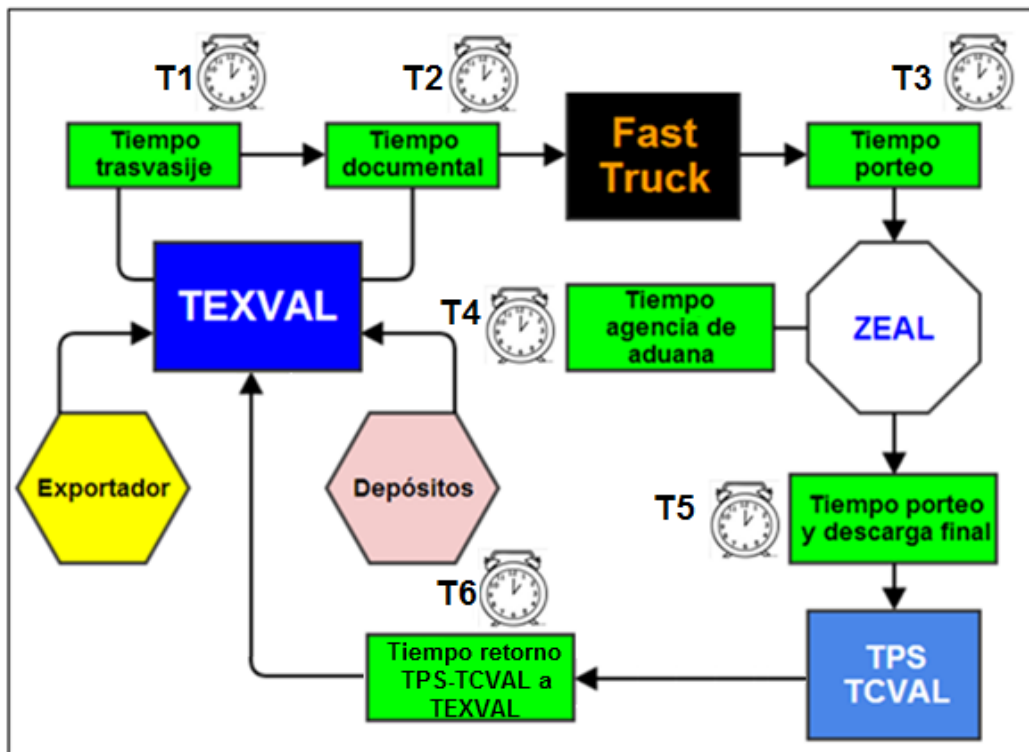 T1
T2
T3
Tiempo
trasvasije
Tiempo
documental
Fast
Truck
Tiempo
porteo
TEXVAL
T4
Tiempo
agencia de
aduana
ZEAL
Exportador
Depósitos
T5
Tiempo porteo
y descarga final
T6
Tiempo retorno
TPS-TCVAL a
TEXVAL
TPS
TCVAL